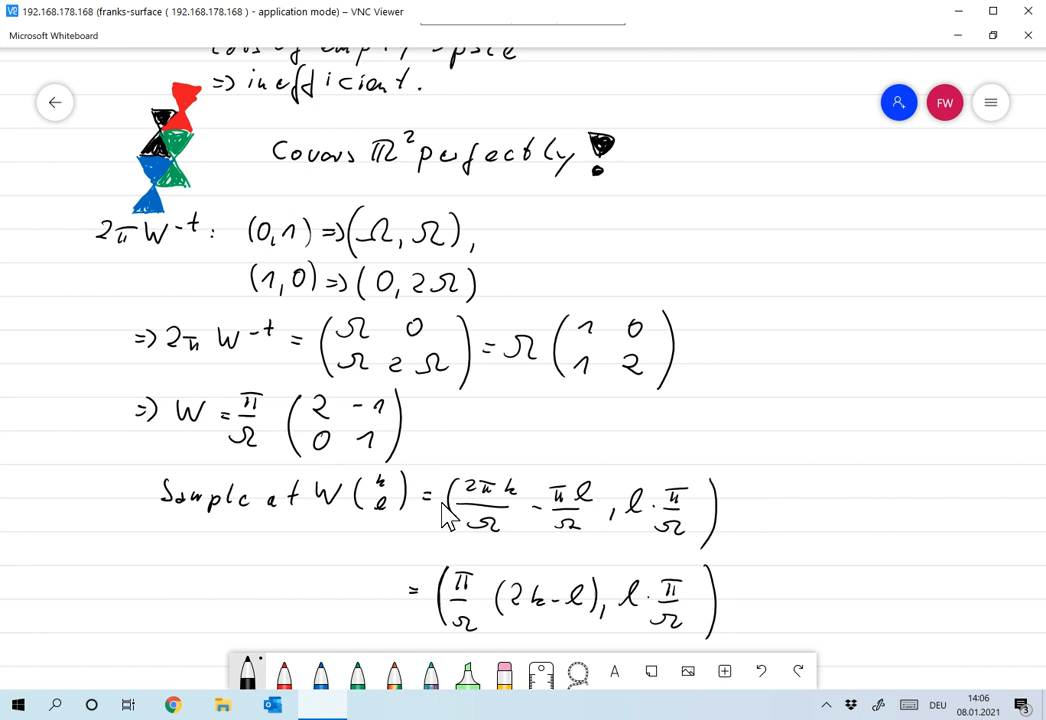 192.168.178.168 (franks-surface ( 192.168.178.168 ) - application mode) – VNC Viewer
Microsoft Whiteboard
=> inefficient.
FW
Covers ℝ² perfectly!
2π W^-t : (0,1) => (Ω, Ω),
(1,0) => (0, 2Ω)
=> 2π W^-t = (Ω 0 / Ω 2Ω) = Ω (1 0 / 1 2)
=> W = π/Ω (2 -1 / 0 1)
Sample at W (k / l) = (2πk/Ω - πl/Ω, l · π/Ω)
= (π/Ω (2k-l), l · π/Ω)
A
DEU
14:06
08.01.2021
3